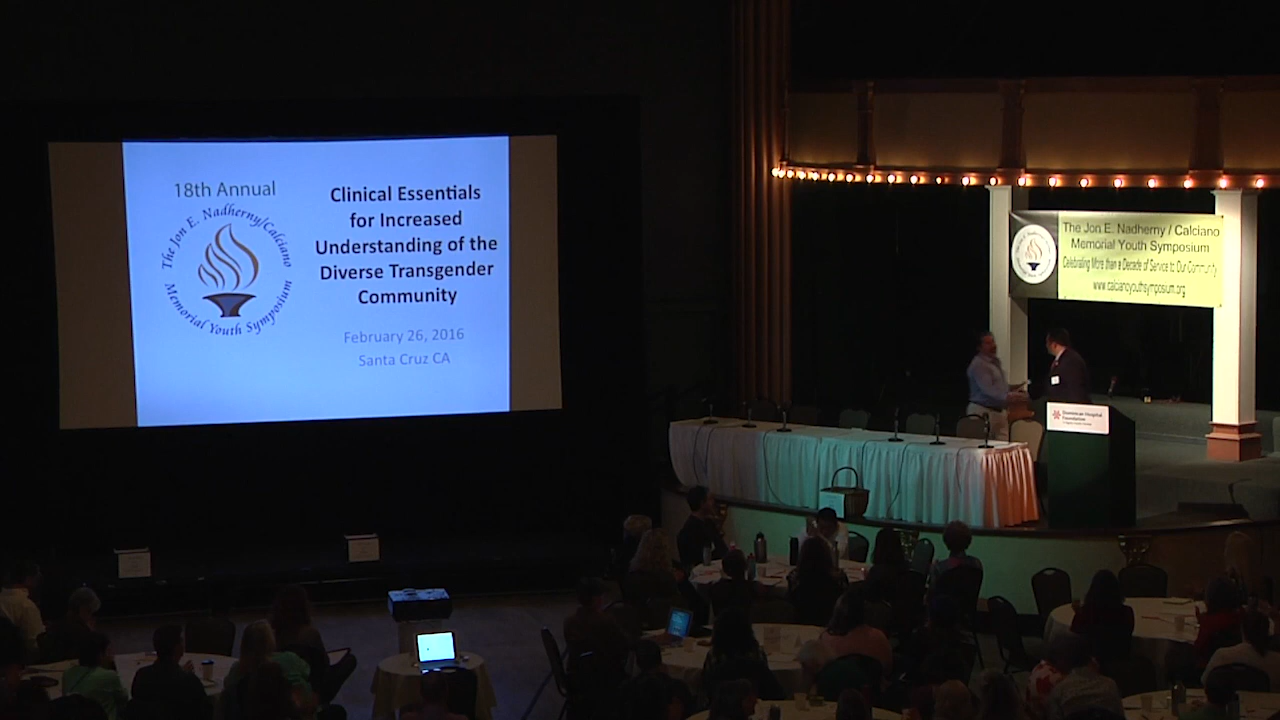 18th Annual
The Jon E. Nadherny/Calciano
Memorial Youth Symposium
Clinical Essentials
for Increased
Understanding of the
Diverse Transgender
Community
February 26, 2016
Santa Cruz CA
The Jon E. Nadherny / Calciano
Memorial Youth Symposium
Celebrating More than a Decade of Service to Our Community
www.calcianoyouthsymposium.org
Dominican Hospital
Foundation